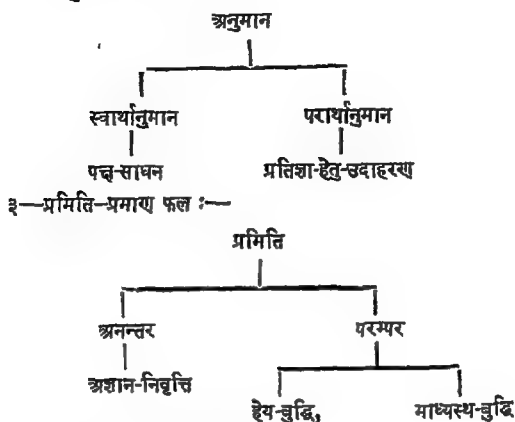 अनुमान
स्वार्थानुमान परार्थानुमान
पक्ष-साधन प्रतिज्ञा-हेतु-उदाहरण
३—प्रमिति-प्रमाण फल :—
प्रमिति
अनन्तर परम्पर
अज्ञान-निवृत्ति
हेय-बुद्धि, माध्यस्थ-बुद्धि